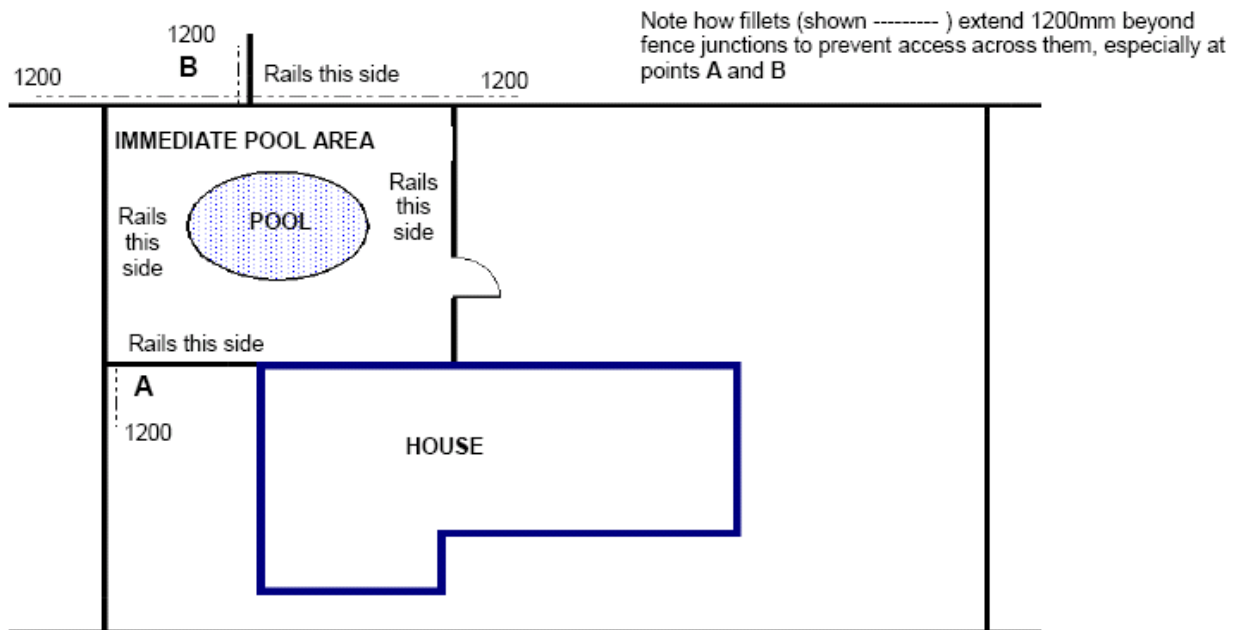 Note how fillets (shown --------- ) extend 1200mm beyond
fence junctions to prevent access across them, especially at
points A and B
1200
B
1200
Rails this side
1200
IMMEDIATE POOL AREA
Rails
this
side
POOL
Rails
this
side
Rails this side
A
1200
HOUSE